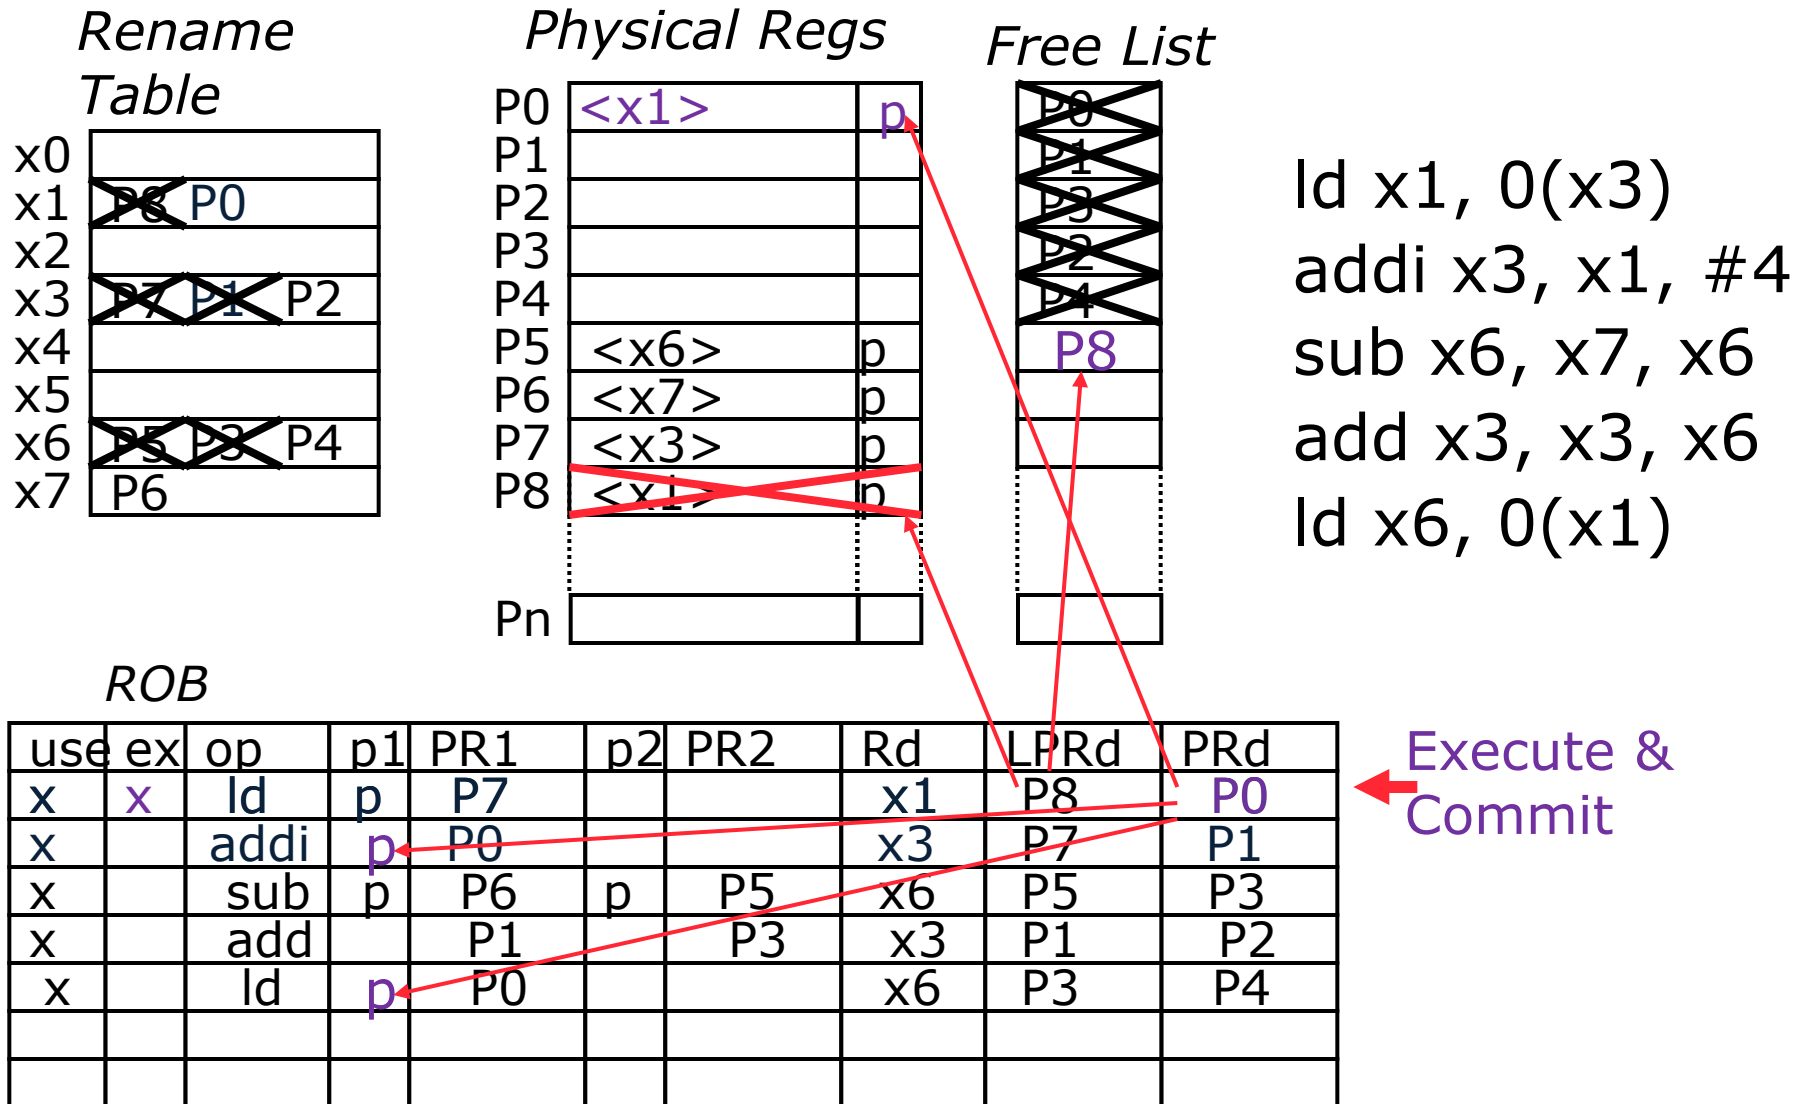 Rename
Table
x0
x1 P8 P0
x2
x3 P7 P1 P2
x4
x5
x6 P5 P3 P4
x7 P6
Physical Regs
P0 <x1> p
P1
P2
P3
P4
P5 <x6> p
P6 <x7> p
P7 <x3> p
P8 <x1> p
Pn
Free List
P0
P1
P3
P2
P4
P8
ld x1, 0(x3)
addi x3, x1, #4
sub x6, x7, x6
add x3, x3, x6
ld x6, 0(x1)
ROB
use ex op p1 PR1 p2 PR2 Rd LPRd PRd
x x ld p P7 x1 P8 P0
x addi p P0 x3 P7 P1
x sub p P6 p P5 x6 P5 P3
x add P1 P3 x3 P1 P2
x ld p P0 x6 P3 P4
Execute &
Commit